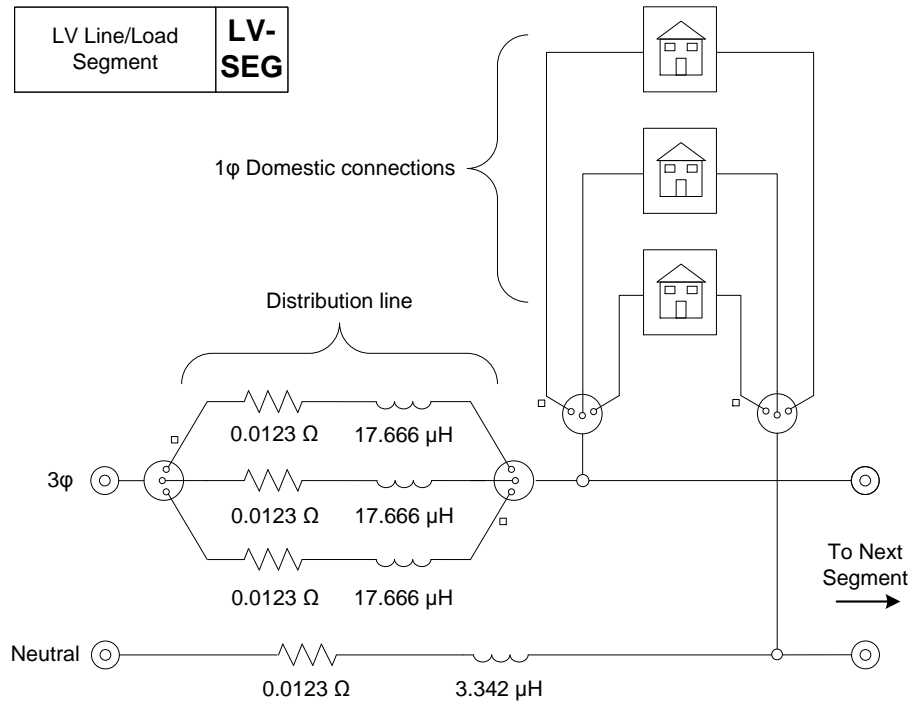 LV Line/Load
Segment
LV-
SEG
1φ Domestic connections
Distribution line
0.0123 Ω
17.666 μH
3φ
0.0123 Ω
17.666 μH
0.0123 Ω
17.666 μH
To Next
Segment
Neutral
0.0123 Ω
3.342 μH